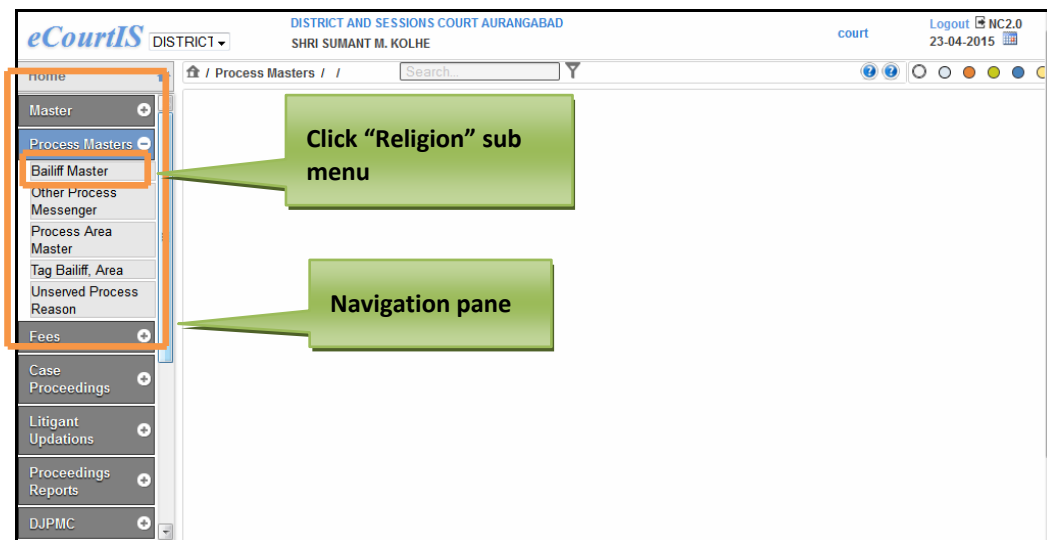 eCourtIS DISTRICT
DISTRICT AND SESSIONS COURT AURANGABAD
SHRI SUMANT M. KOLHE
court
Logout NC2.0
23-04-2015
Home
/ Process Masters / /
Search...
Master
Process Masters
Bailiff Master
Other Process
Messenger
Process Area
Master
Tag Bailiff, Area
Unserved Process
Reason
Fees
Case
Proceedings
Litigant
Updations
Proceedings
Reports
DJPMC
Click “Religion” sub
menu
Navigation pane